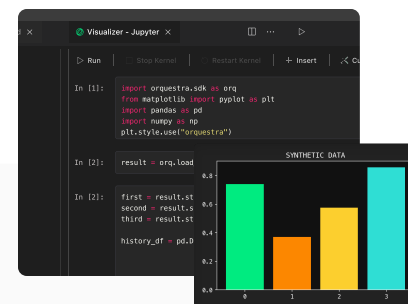 Visualizer - Jupyter
Run Stop Kernel Restart Kernel Insert
In [1]:
import orquestra.sdk as orq
from matplotlib import pyplot as plt
import pandas as pd
import numpy as np
plt.style.use("orquestra")
In [2]:
result = orq.load
In [2]:
first = result.st
second = result.s
third = result.st
history_df = pd.D
SYNTHETIC DATA
0.8
0.6
0.4
0.2
0.0
0 1 2 3